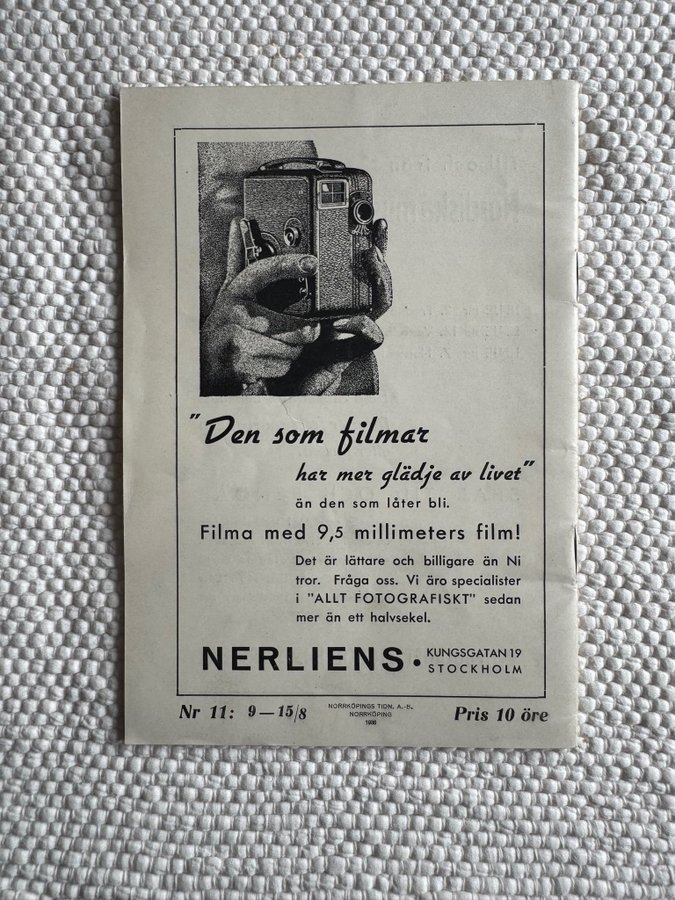 "Den som filmar
har mer glädje av livet"
än den som låter bli.
Filma med 9,5 millimeters film!
Det är lättare och billigare än Ni
tror. Fråga oss. Vi äro specialister
i "ALLT FOTOGRAFISKT" sedan
mer än ett halvsekel.
NERLIENS • KUNGSGATAN 19
STOCKHOLM
Nr 11: 9—15/8
NORRKÖPINGS TIDN. A.-B.
NORRKÖPING
Pris 10 öre